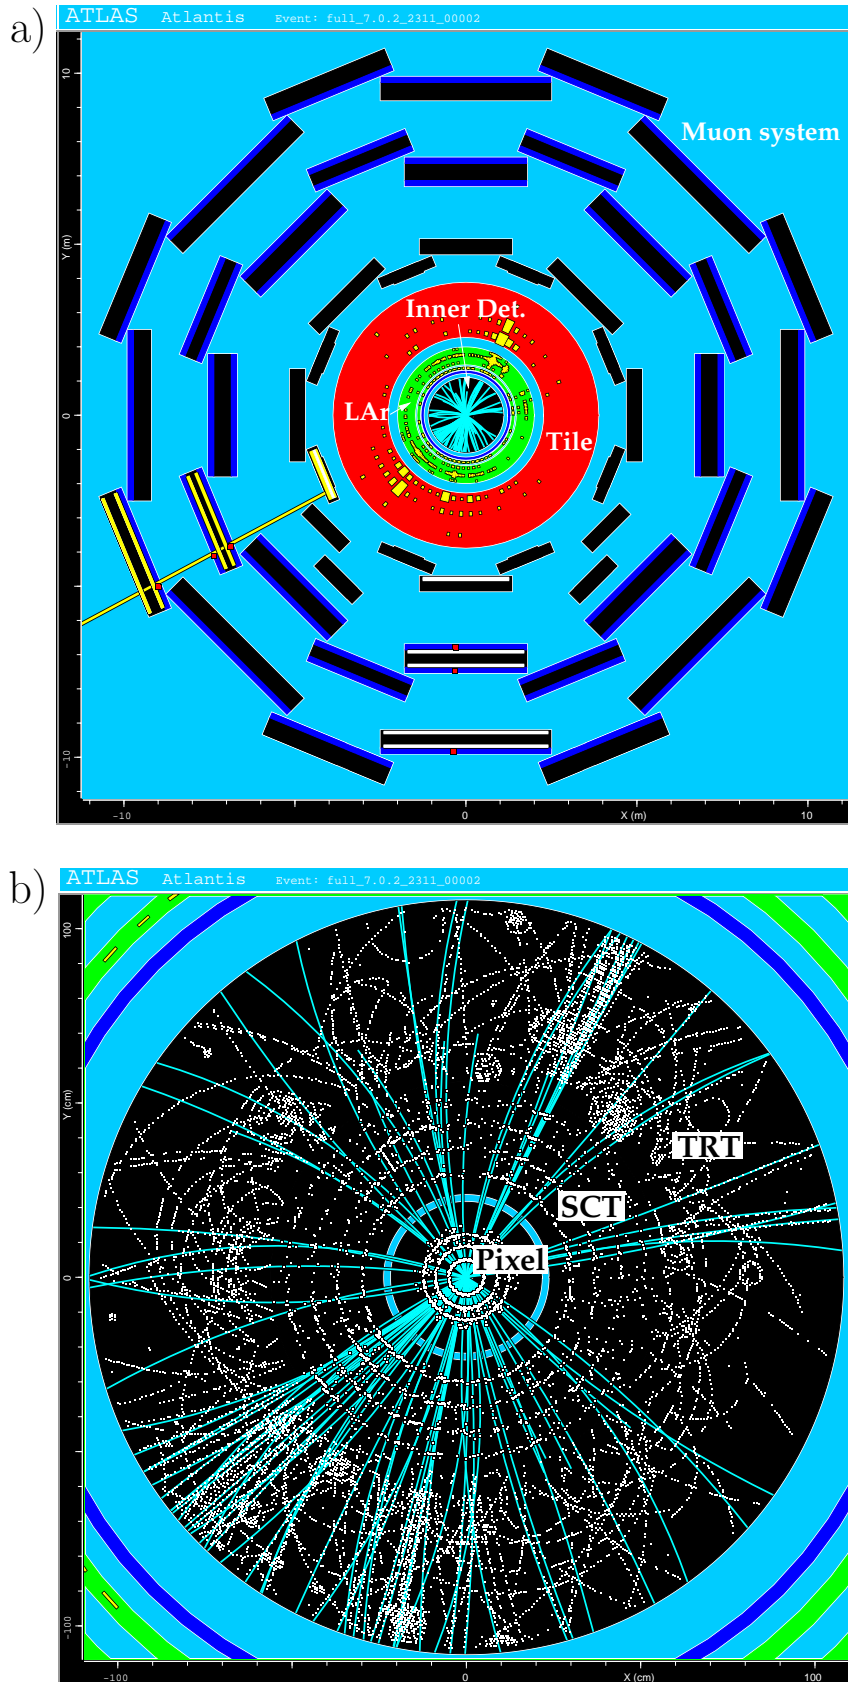 a)
ATLAS Atlantis Event: full_7.0.2_2311_00002
10
Muon system
Y (m)
Inner Det.
LAr
0
Tile
-10
-10 0 X (m) 10
b)
ATLAS Atlantis Event: full_7.0.2_2311_00002
100
Y (cm)
TRT
SCT
Pixel
0
-100
-100 0 X (cm) 100